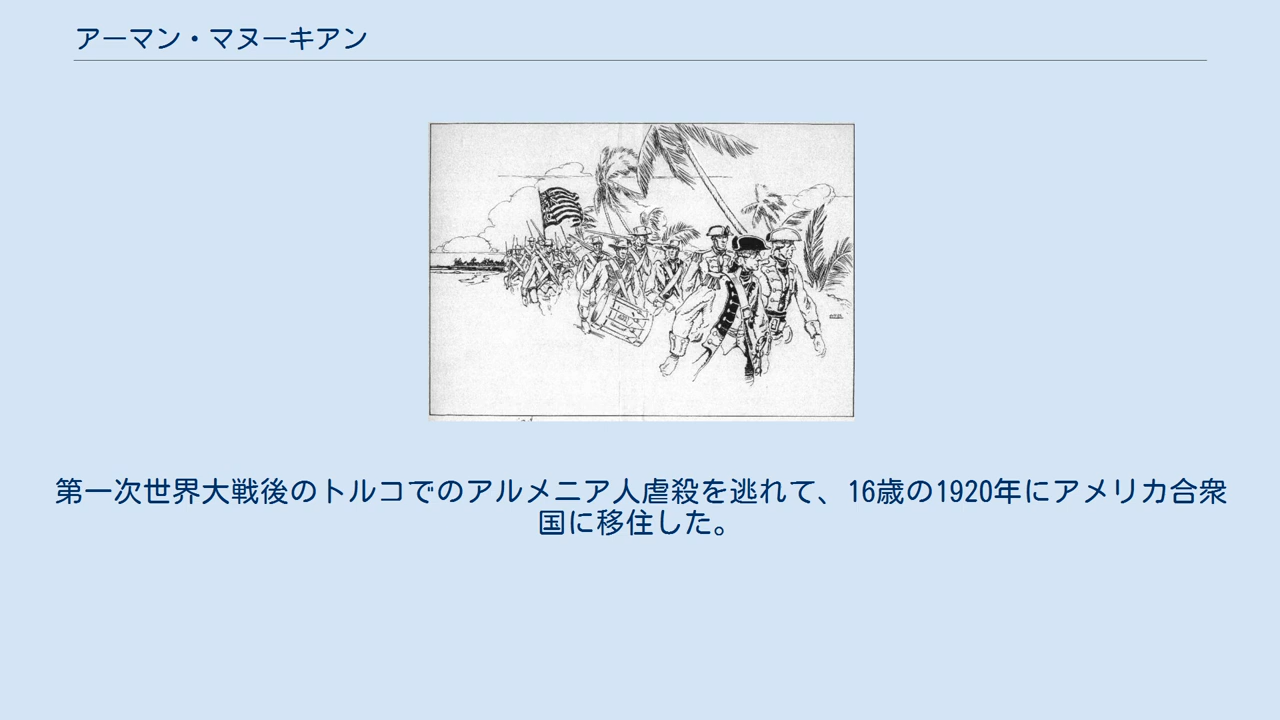 アーマン・マヌーキアン
第一次世界大戦後のトルコでのアルメニア人虐殺を逃れて、16歳の1920年にアメリカ合衆
国に移住した。